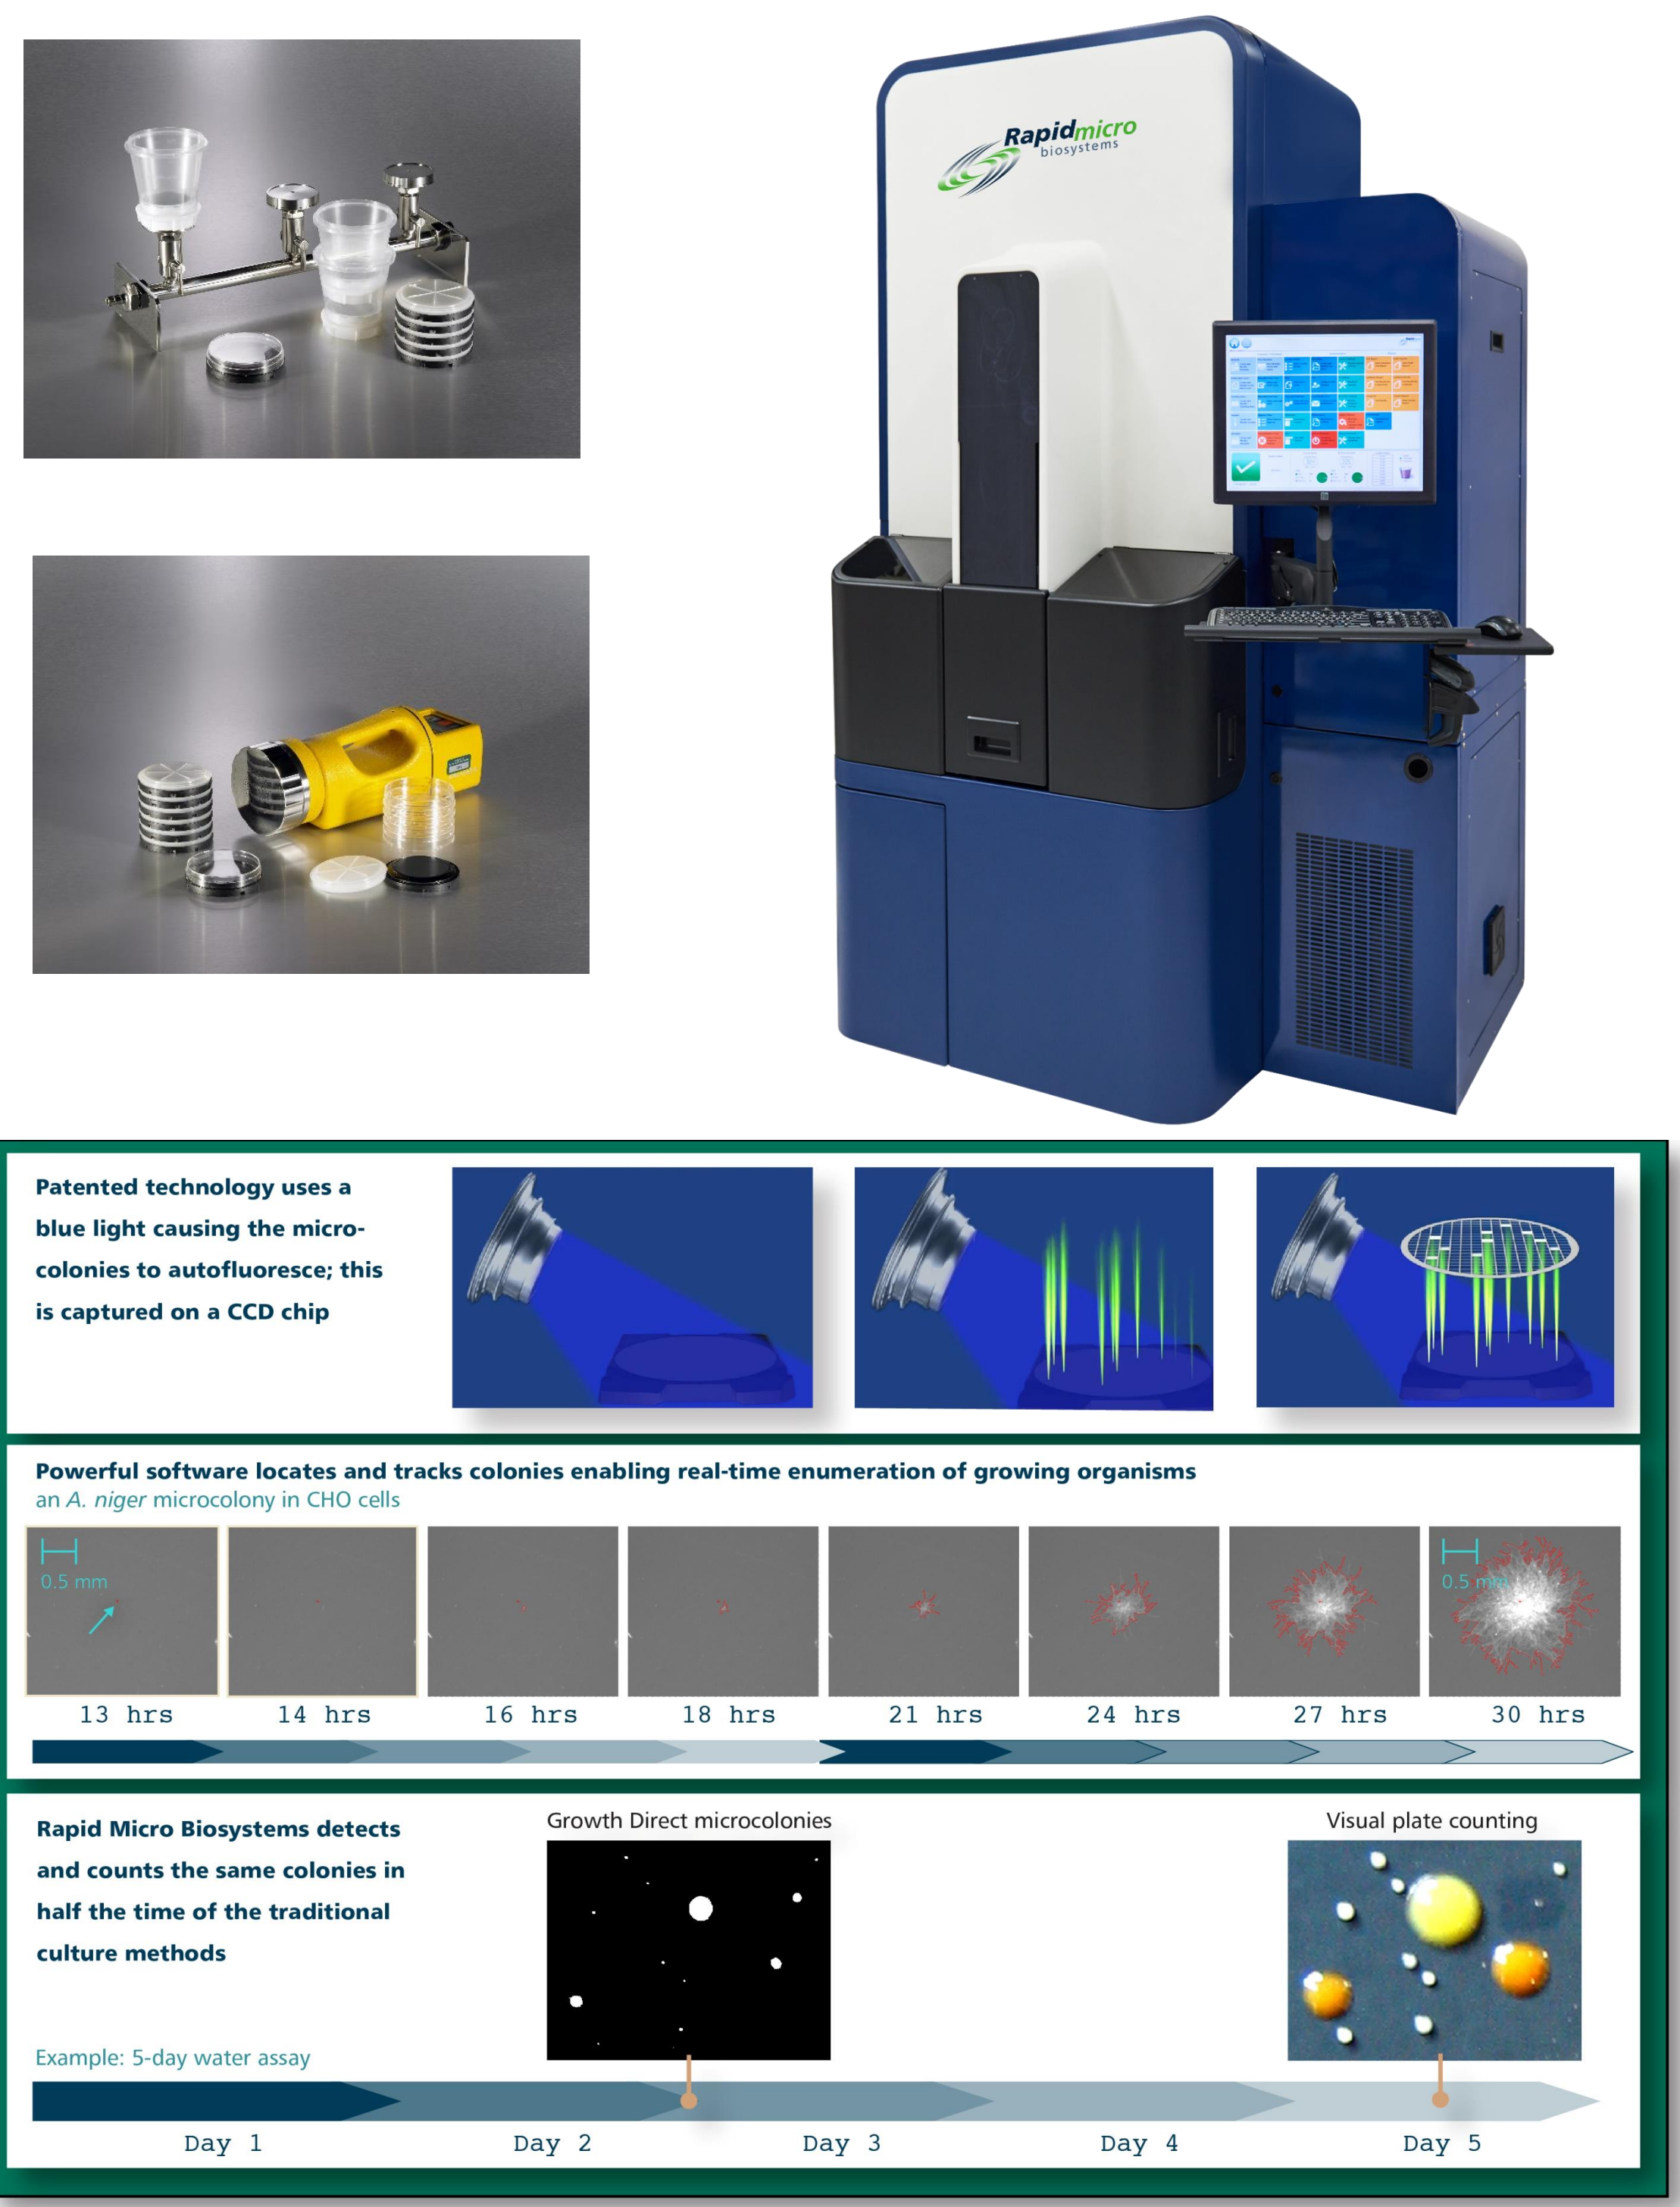 Rapidmicro
biosystems
Patented technology uses a
blue light causing the micro-
colonies to autofluoresce; this
is captured on a CCD chip
Powerful software locates and tracks colonies enabling real-time enumeration of growing organisms
an A. niger microcolony in CHO cells
0.5 mm
0.5 mm
13 hrs
14 hrs
16 hrs
18 hrs
21 hrs
24 hrs
27 hrs
30 hrs
Rapid Micro Biosystems detects
and counts the same colonies in
half the time of the traditional
culture methods
Growth Direct microcolonies
Visual plate counting
Example: 5-day water assay
Day 1
Day 2
Day 3
Day 4
Day 5